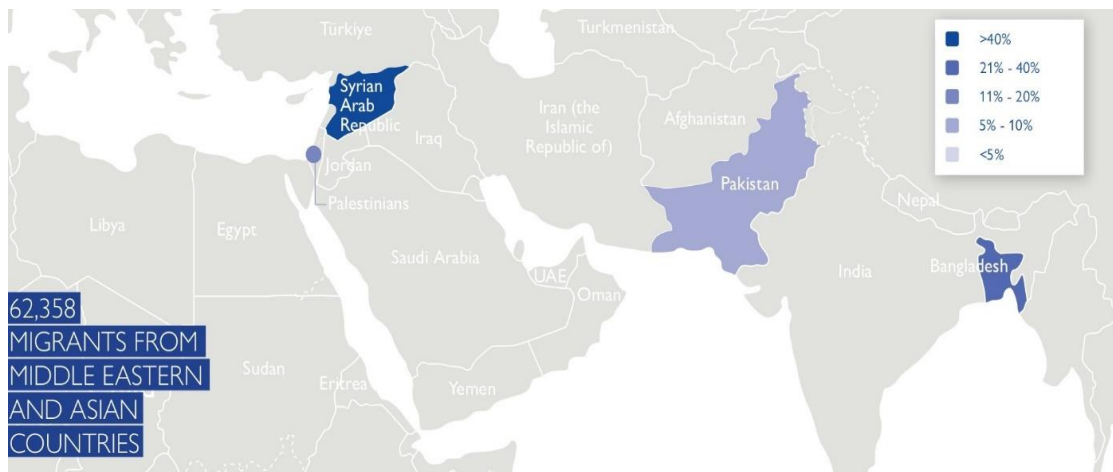 Türkiye
Turkmenistan
Syrian
Arab
Republic
Iraq
Iran (the
Islamic
Republic of)
Afghanistan
Jordan
Palestinians
Pakistan
Nepal
Libya
Egypt
Saudi Arabia
UAE
Oman
India
Bangladesh
Sudan
Eritrea
Yemen
>40%
21% - 40%
11% - 20%
5% - 10%
<5%
62,358
MIGRANTS FROM
MIDDLE EASTERN
AND ASIAN
COUNTRIES